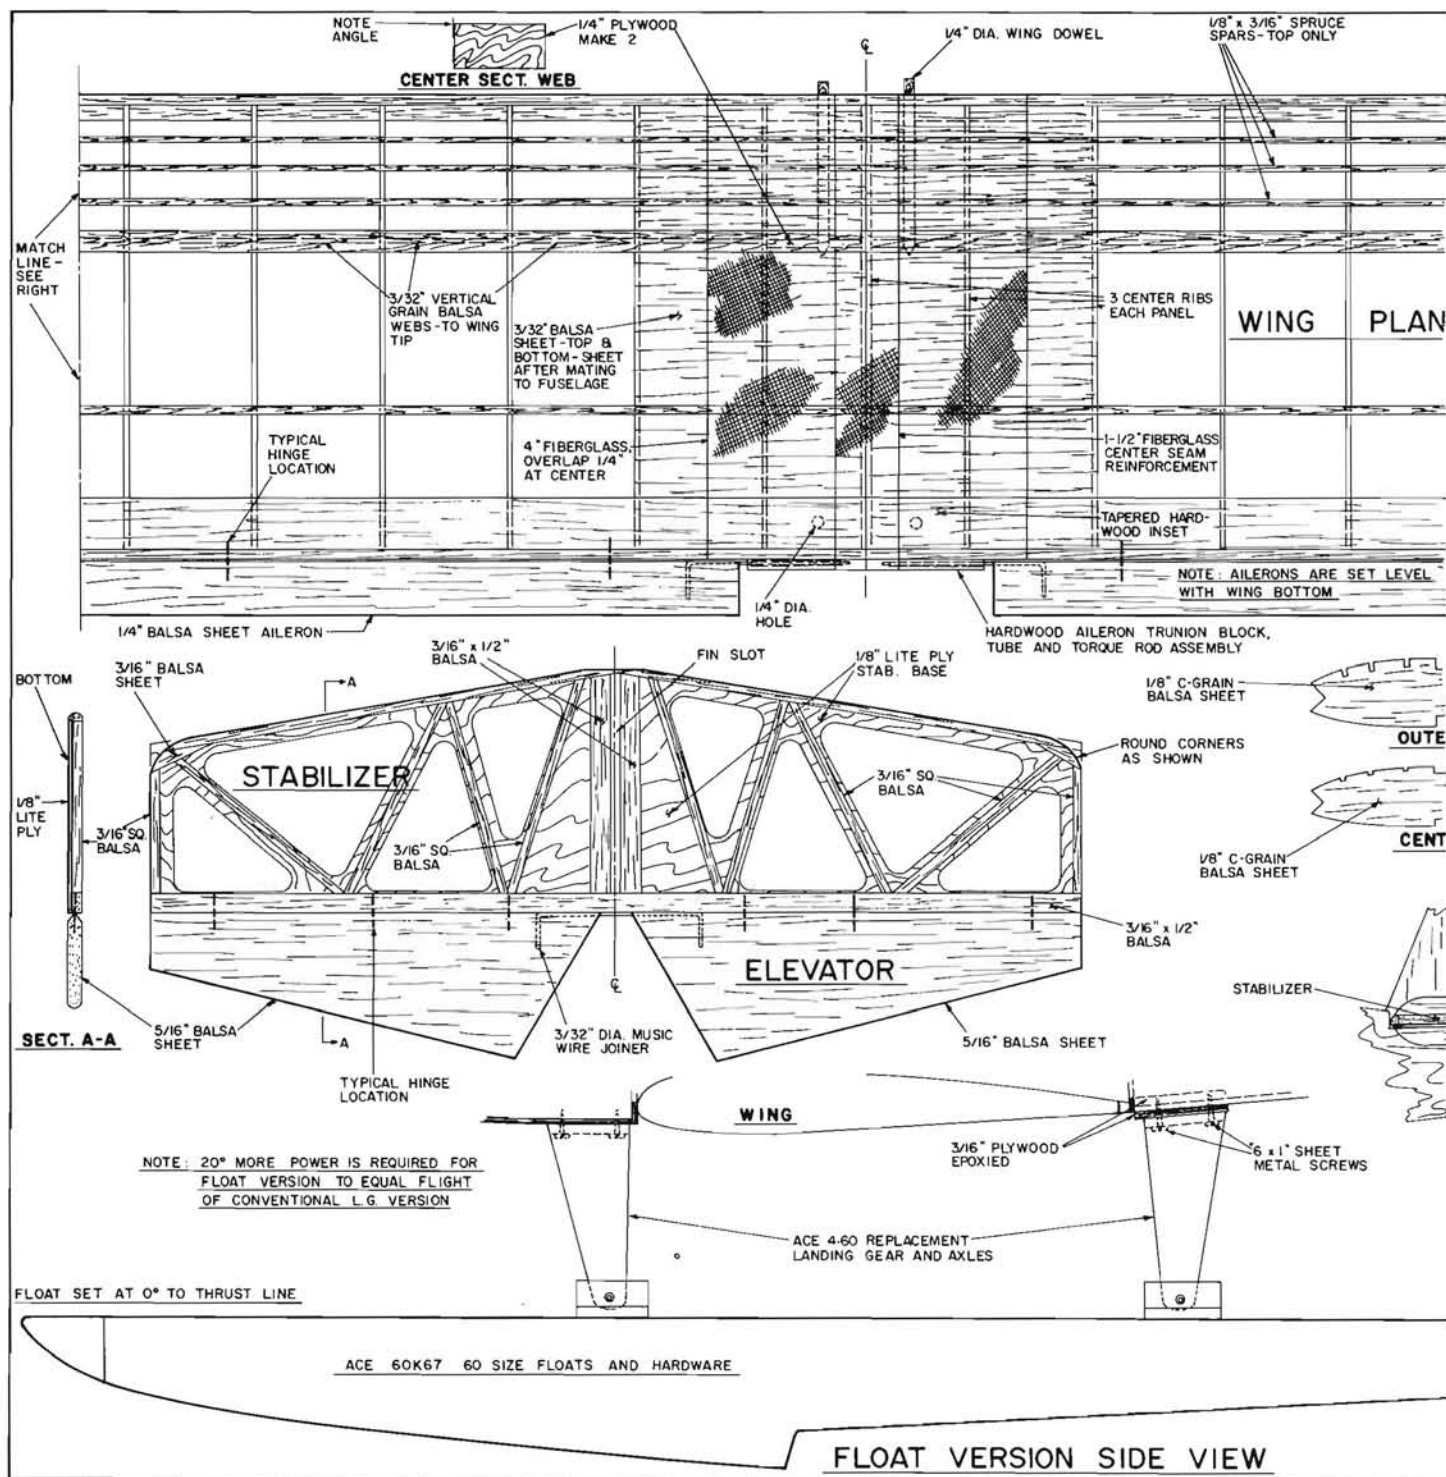 NOTE
ANGLE
1/4" PLYWOOD
MAKE 2
CENTER SECT. WEB
℄
1/4" DIA. WING DOWEL
1/8" x 3/16" SPRUCE
SPARS-TOP ONLY
MATCH
LINE-
SEE
RIGHT
3/32" VERTICAL
GRAIN BALSA
WEBS-TO WING
TIP
3/32" BALSA
SHEET-TOP &
BOTTOM-SHEET
AFTER MATING
TO FUSELAGE
3 CENTER RIBS
EACH PANEL
WING PLAN
TYPICAL
HINGE
LOCATION
4" FIBERGLASS,
OVERLAP 1/4"
AT CENTER
1-1/2" FIBERGLASS
CENTER SEAM
REINFORCEMENT
TAPERED HARD-
WOOD INSET
NOTE: AILERONS ARE SET LEVEL
WITH WING BOTTOM
1/4" BALSA SHEET AILERON
1/4" DIA.
HOLE
HARDWOOD AILERON TRUNION BLOCK,
TUBE AND TORQUE ROD ASSEMBLY
BOTTOM
3/16" BALSA
SHEET
A
3/16" x 1/2"
BALSA
FIN SLOT
1/8" LITE PLY
STAB. BASE
1/8" C-GRAIN
BALSA SHEET
OUTE
ROUND CORNERS
AS SHOWN
STABILIZER
3/16" SQ.
BALSA
1/8"
LITE
PLY
3/16" SQ.
BALSA
3/16" SQ.
BALSA
CENT
1/8" C-GRAIN
BALSA SHEET
3/16" x 1/2"
BALSA
ELEVATOR
℄
STABILIZER
SECT. A-A
5/16" BALSA
SHEET
A
3/32" DIA. MUSIC
WIRE JOINER
5/16" BALSA SHEET
TYPICAL HINGE
LOCATION
WING
3/16" PLYWOOD
EPOXIED
6 x 1" SHEET
METAL SCREWS
NOTE: 20° MORE POWER IS REQUIRED FOR
FLOAT VERSION TO EQUAL FLIGHT
OF CONVENTIONAL L.G. VERSION
ACE 4-60 REPLACEMENT
LANDING GEAR AND AXLES
FLOAT SET AT 0° TO THRUST LINE
ACE 60K67 60 SIZE FLOATS AND HARDWARE
FLOAT VERSION SIDE VIEW